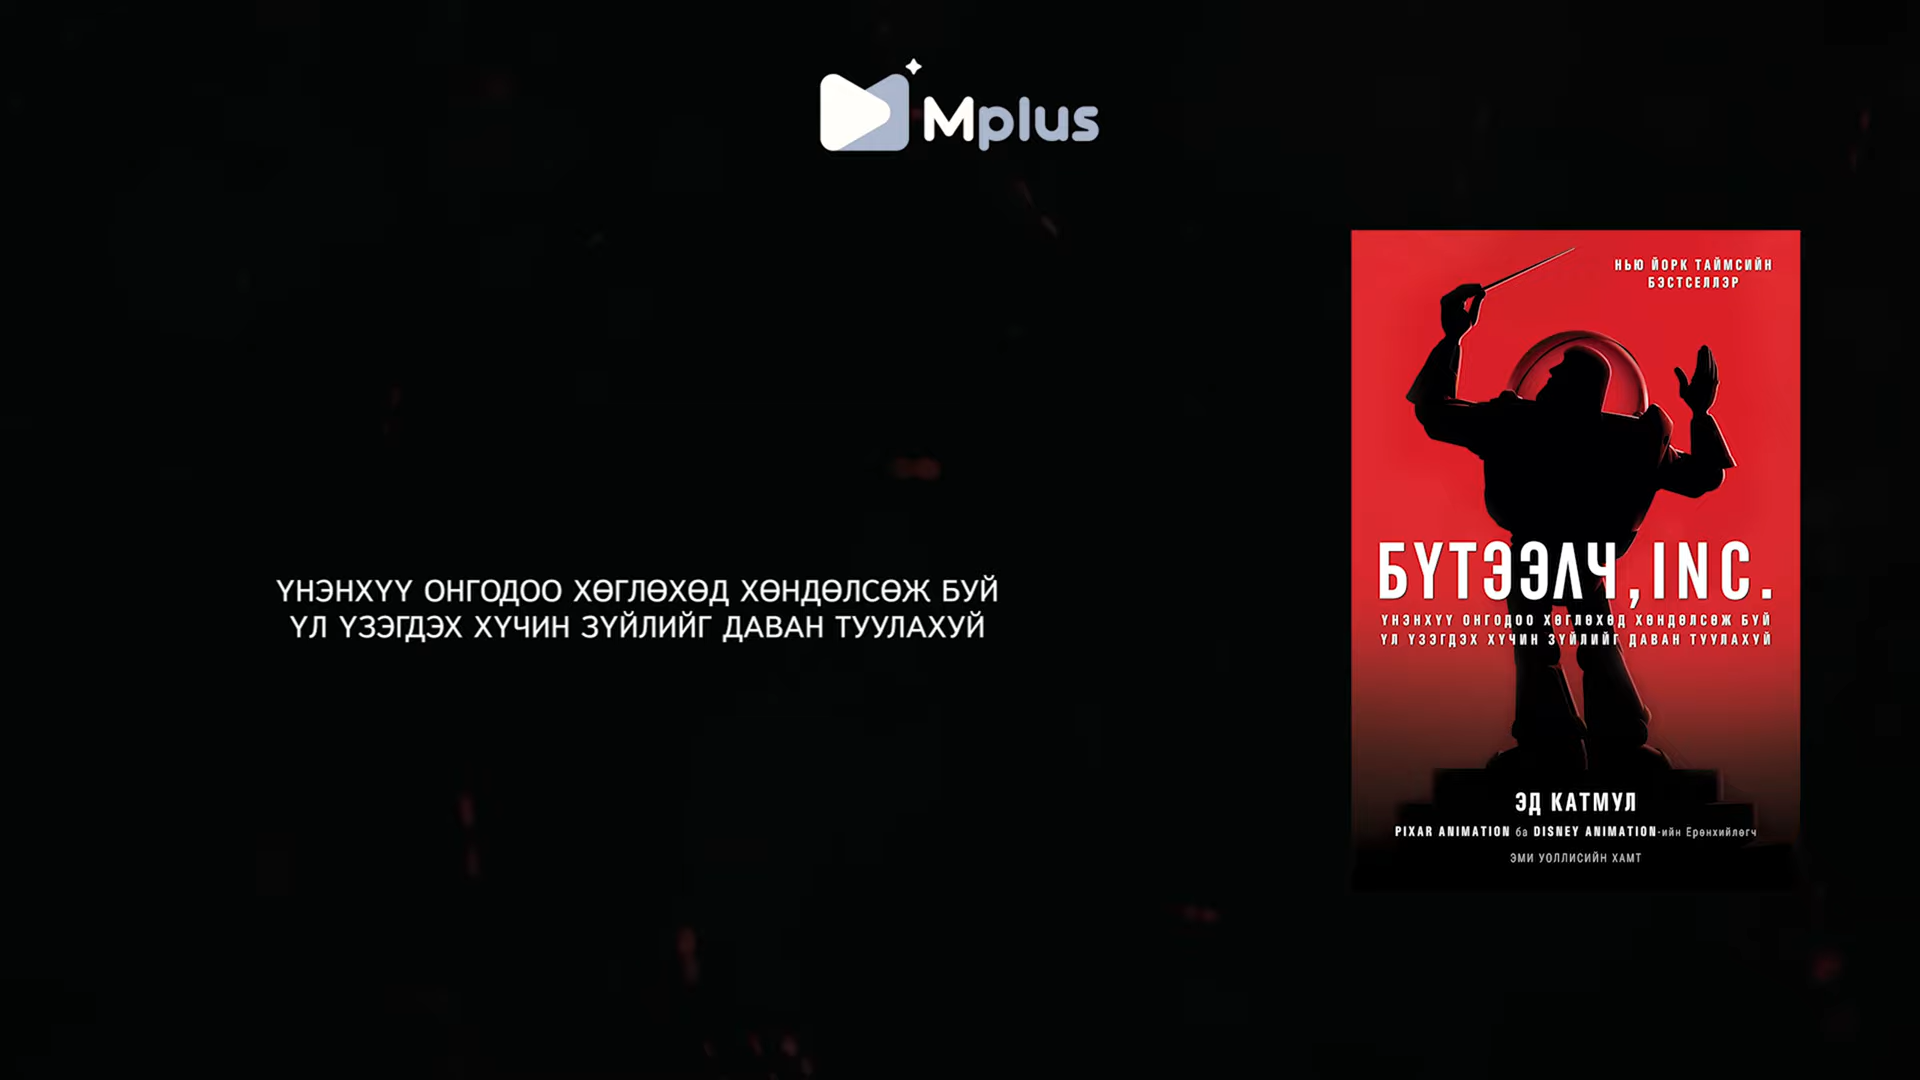 Mplus
ҮНЭНХҮҮ ОНГОДОО ХӨГЛӨХӨД ХӨНДӨЛСӨЖ БУЙ
ҮЛ ҮЗЭГДЭХ ХҮЧИН ЗҮЙЛИЙГ ДАВАН ТУУЛАХУЙ
НЬЮ ЙОРК ТАЙМСИЙН
БЭСТСЕЛЛЭР
БҮТЭЭЛЧ, INC.
ҮНЭНХҮҮ ОНГОДОО ХӨГЛӨХӨД ХӨНДӨЛСӨЖ БУЙ
ҮЛ ҮЗЭГДЭХ ХҮЧИН ЗҮЙЛИЙГ ДАВАН ТУУЛАХУЙ
ЭД КАТМУЛ
PIXAR ANIMATION ба DISNEY ANIMATION-ийн Ерөнхийлөгч
ЭМИ УОЛЛИСИЙН ХАМТ